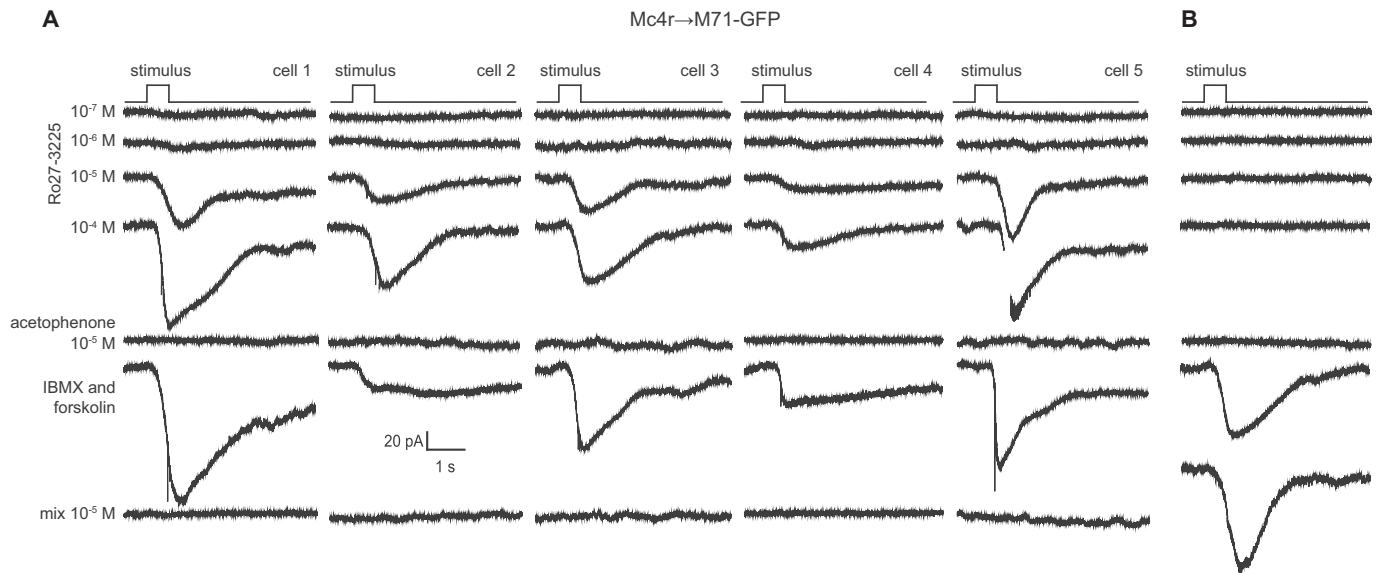 A
Mc4r→M71-GFP
B
stimulus cell 1
stimulus cell 2
stimulus cell 3
stimulus cell 4
stimulus cell 5
stimulus
Ro27-3225
10⁻⁷ M
10⁻⁶ M
10⁻⁵ M
10⁻⁴ M
acetophenone
10⁻⁵ M
IBMX and
forskolin
20 pA
1 s
mix 10⁻⁵ M